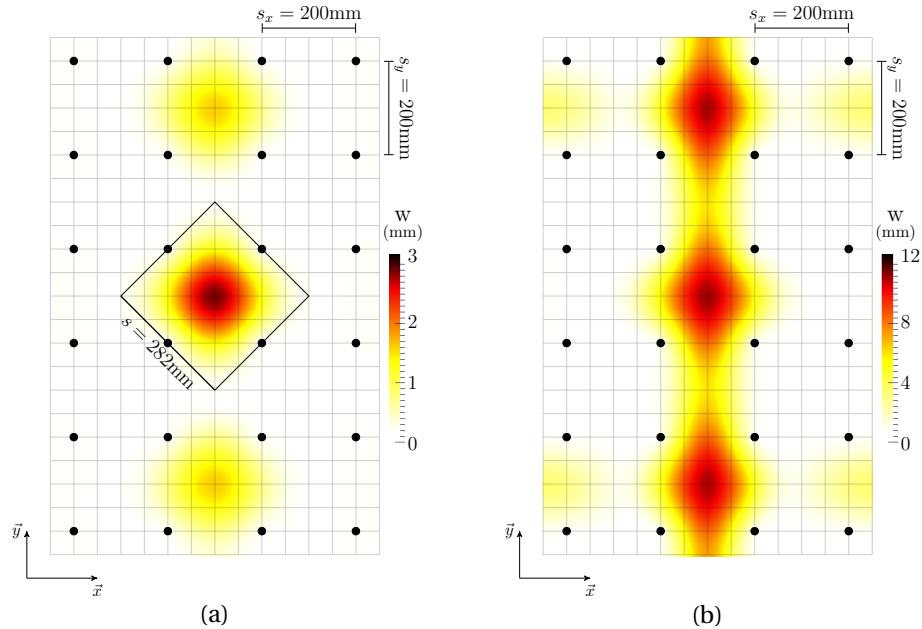 s_x = 200mm
s_y = 200mm
W
(mm)
3
2
1
0
s = 282mm
y⃗
x⃗
(a)
s_x = 200mm
s_y = 200mm
W
(mm)
12
8
4
0
y⃗
x⃗
(b)